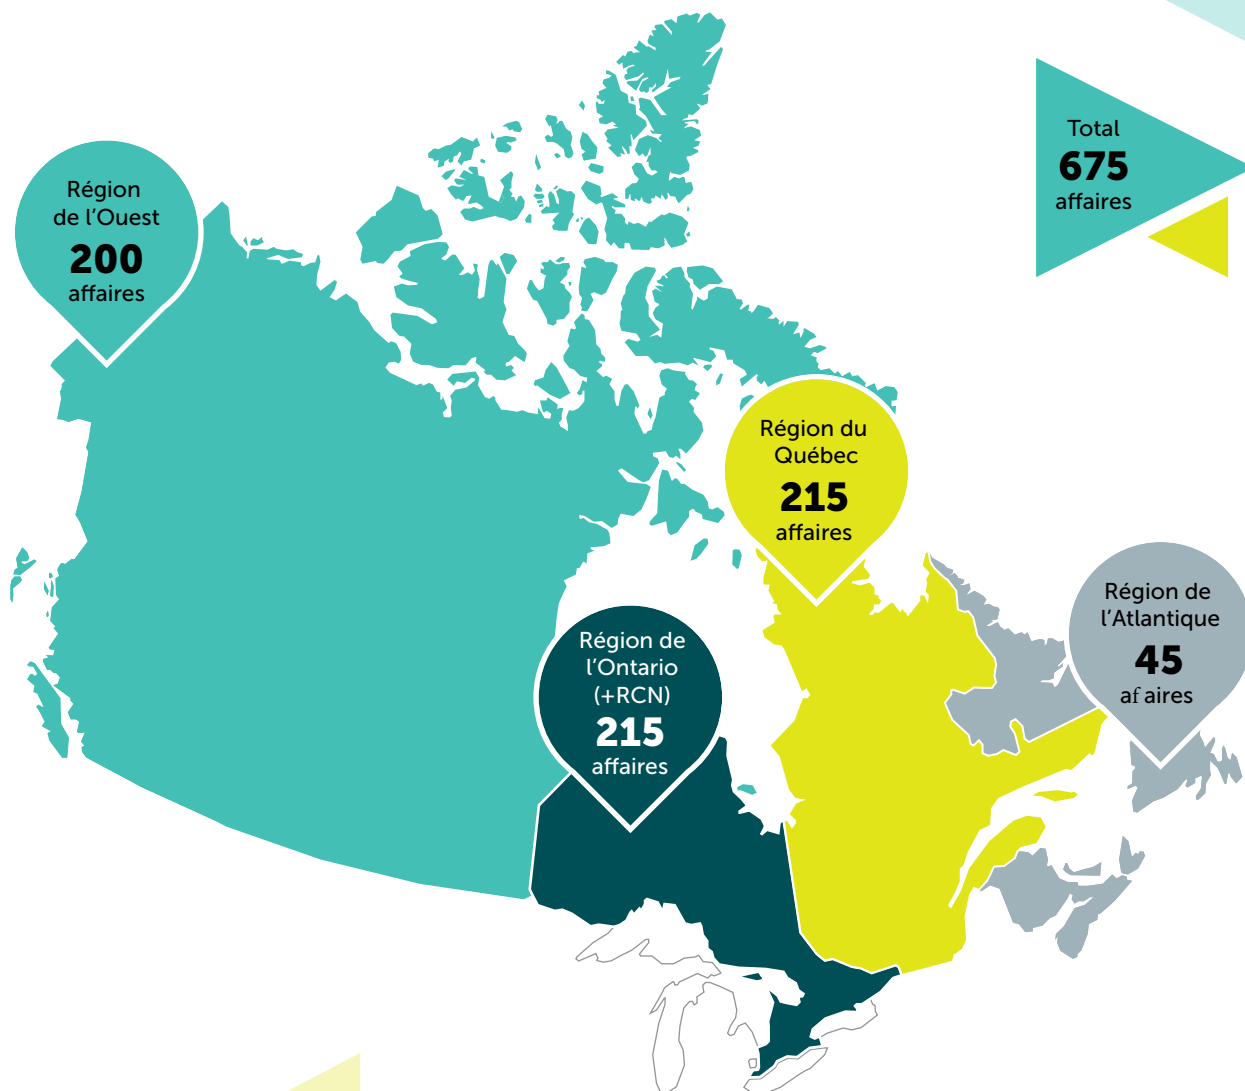 Total
675
affaires
Région
de l’Ouest
200
affaires
Région du
Québec
215
affaires
Région de
l’Atlantique
45
af aires
Région de
l’Ontario
(+RCN)
215
affaires